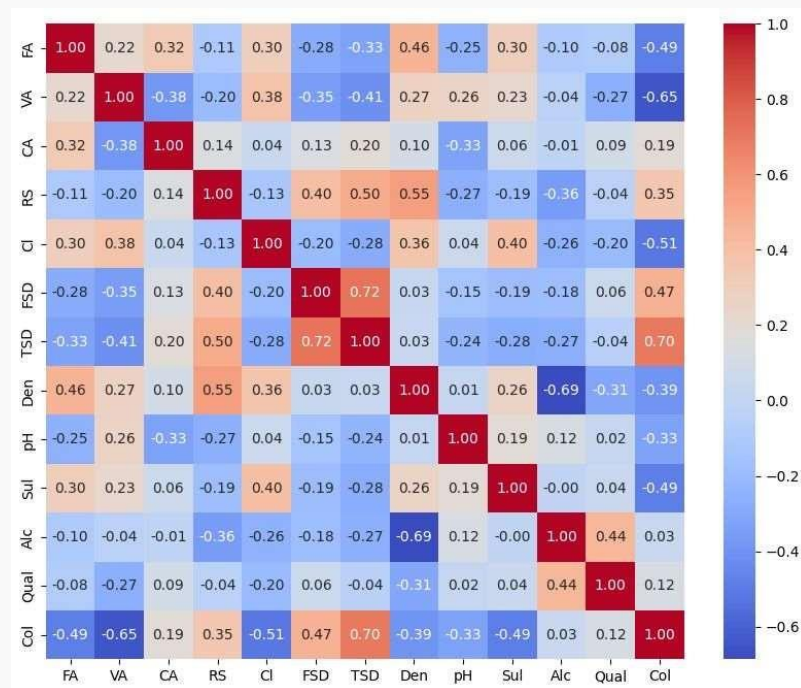 FA 1.00 0.22 0.32 -0.11 0.30 -0.28 -0.33 0.46 -0.25 0.30 -0.10 -0.08 -0.49
VA 0.22 1.00 -0.38 -0.20 0.38 -0.35 -0.41 0.27 0.26 0.23 -0.04 -0.27 -0.65
CA 0.32 -0.38 1.00 0.14 0.04 0.13 0.20 0.10 -0.33 0.06 -0.01 0.09 0.19
RS -0.11 -0.20 0.14 1.00 -0.13 0.40 0.50 0.55 -0.27 -0.19 -0.36 -0.04 0.35
Cl 0.30 0.38 0.04 -0.13 1.00 -0.20 -0.28 0.36 0.04 0.40 -0.26 -0.20 -0.51
FSD -0.28 -0.35 0.13 0.40 -0.20 1.00 0.72 0.03 -0.15 -0.19 -0.18 0.06 0.47
TSD -0.33 -0.41 0.20 0.50 -0.28 0.72 1.00 0.03 -0.24 -0.28 -0.27 -0.04 0.70
Den 0.46 0.27 0.10 0.55 0.36 0.03 0.03 1.00 0.01 0.26 -0.69 -0.31 -0.39
pH -0.25 0.26 -0.33 -0.27 0.04 -0.15 -0.24 0.01 1.00 0.19 0.12 0.02 -0.33
Sul 0.30 0.23 0.06 -0.19 0.40 -0.19 -0.28 0.26 0.19 1.00 -0.00 0.04 -0.49
Alc -0.10 -0.04 -0.01 -0.36 -0.26 -0.18 -0.27 -0.69 0.12 -0.00 1.00 0.44 0.03
Qual -0.08 -0.27 0.09 -0.04 -0.20 0.06 -0.04 -0.31 0.02 0.04 0.44 1.00 0.12
Col -0.49 -0.65 0.19 0.35 -0.51 0.47 0.70 -0.39 -0.33 -0.49 0.03 0.12 1.00
FA VA CA RS Cl FSD TSD Den pH Sul Alc Qual Col
1.0
0.8
0.6
0.4
0.2
0.0
−0.2
−0.4
−0.6